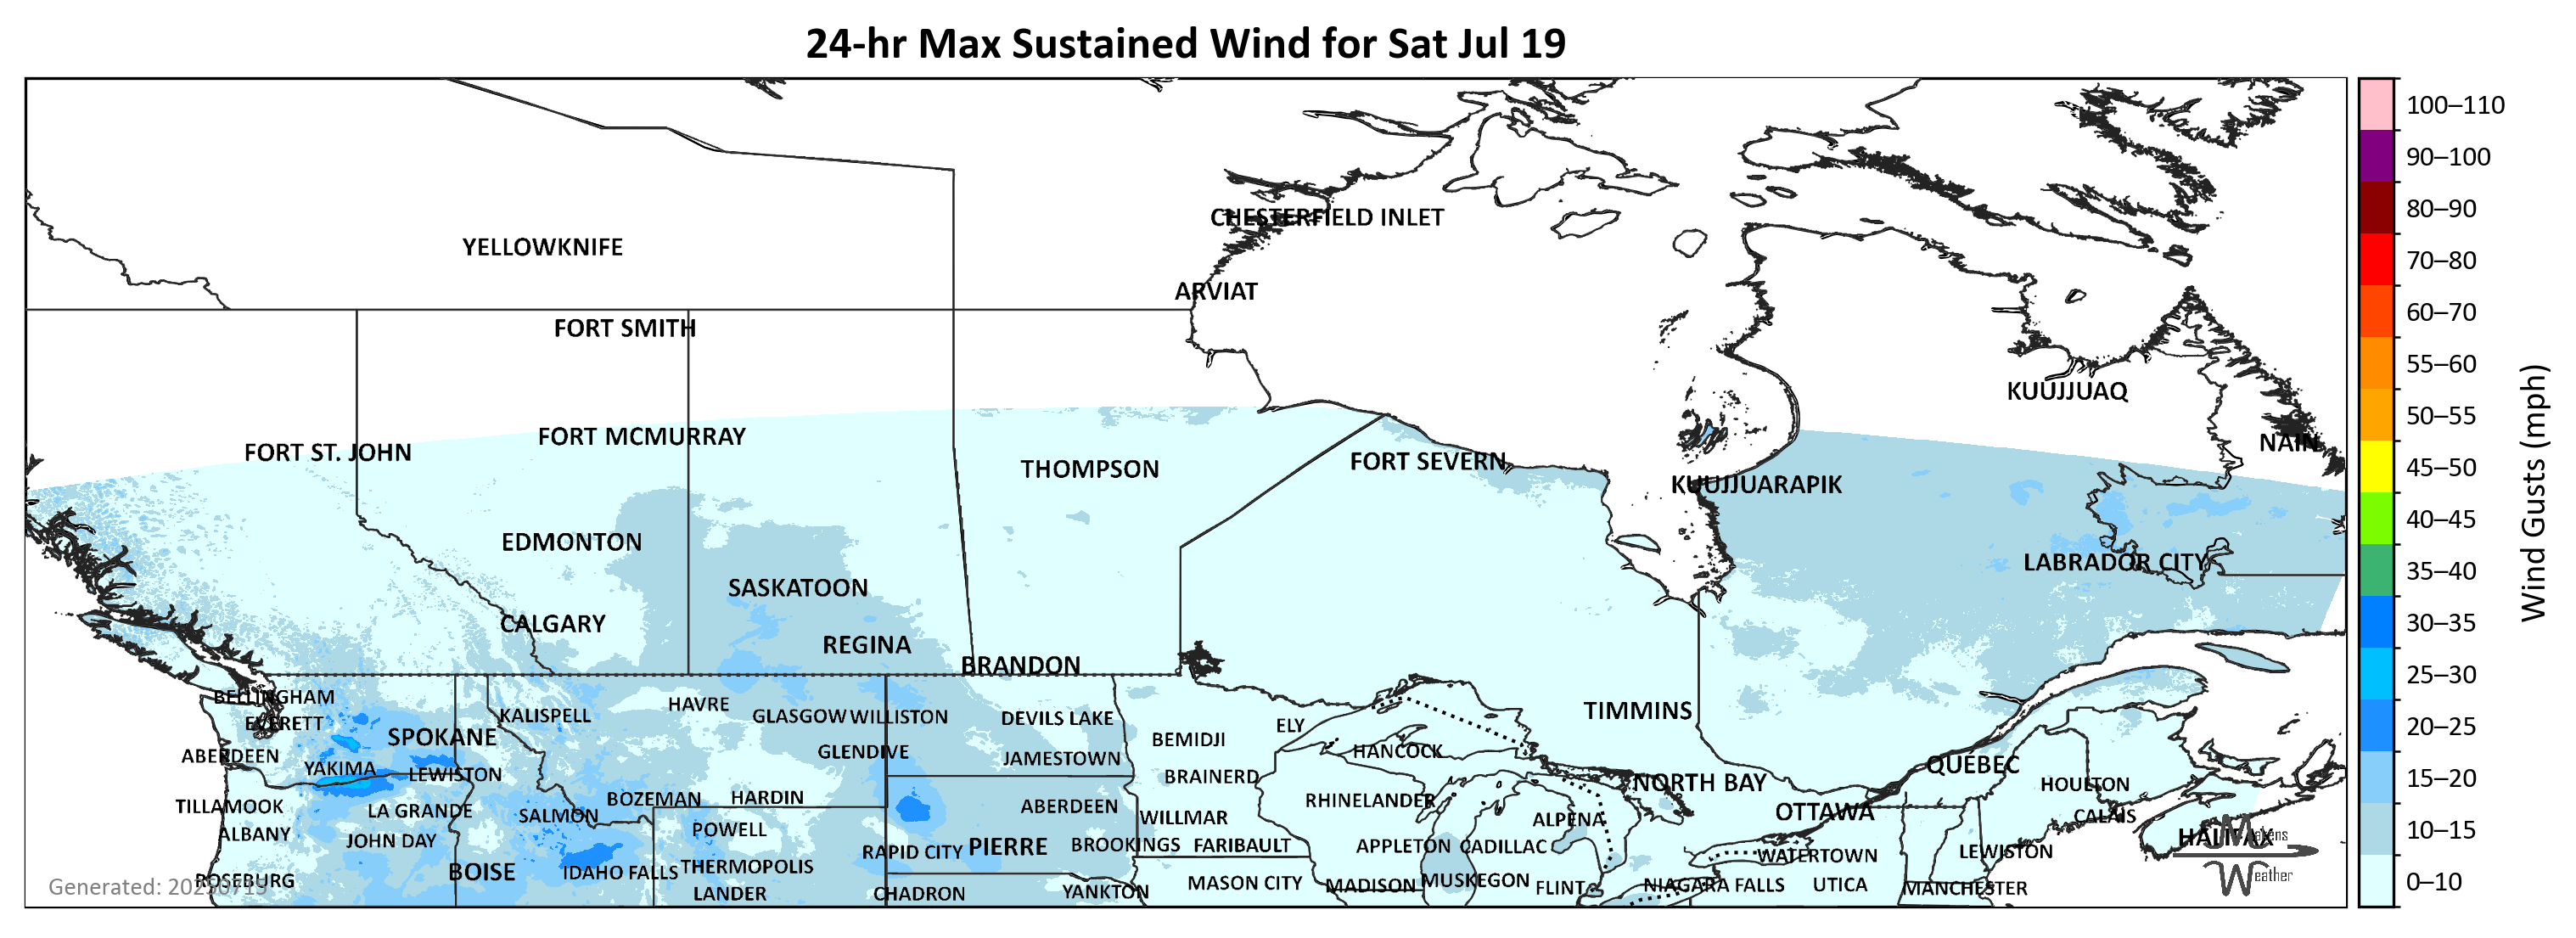 24-hr Max Sustained Wind for Sat Jul 19
100–110
90–100
80–90
70–80
60–70
55–60
50–55
45–50
40–45
35–40
30–35
25–30
20–25
15–20
10–15
0–10
Wind Gusts (mph)
CHESTERFIELD INLET
YELLOWKNIFE
ARVIAT
FORT SMITH
KUUJJUAQ
FORT MCMURRAY
NAIN
FORT ST. JOHN
FORT SEVERN
THOMPSON
KUUJJUARAPIK
EDMONTON
LABRADOR CITY
SASKATOON
CALGARY
REGINA
BRANDON
BELLINGHAM
HAVRE
TIMMINS
KALISPELL
GLASGOW
WILLISTON
DEVILS LAKE
EVERETT
ELY
SPOKANE
BEMIDJI
HANCOCK
GLENDIVE
ABERDEEN
JAMESTOWN
QUÉBEC
YAKIMA
LEWISTON
BRAINERD
NORTH BAY
HOULTON
BOZEMAN
HARDIN
RHINELANDER
TILLAMOOK
ABERDEEN
LA GRANDE
OTTAWA
SALMON
CALAIS
WILLMAR
ALPENA
POWELL
ALBANY
HALIFAX
JOHN DAY
BROOKINGS
FARIBAULT
APPLETON
CADILLAC
PIERRE
RAPID CITY
LEWISTON
WATERTOWN
THERMOPOLIS
BOISE
IDAHO FALLS
ROSEBURG
MUSKEGON
MASON CITY
MADISON
NIAGARA FALLS
UTICA
FLINT
MANCHESTER
YANKTON
LANDER
CHADRON
Generated: 20250715
Makens
Weather